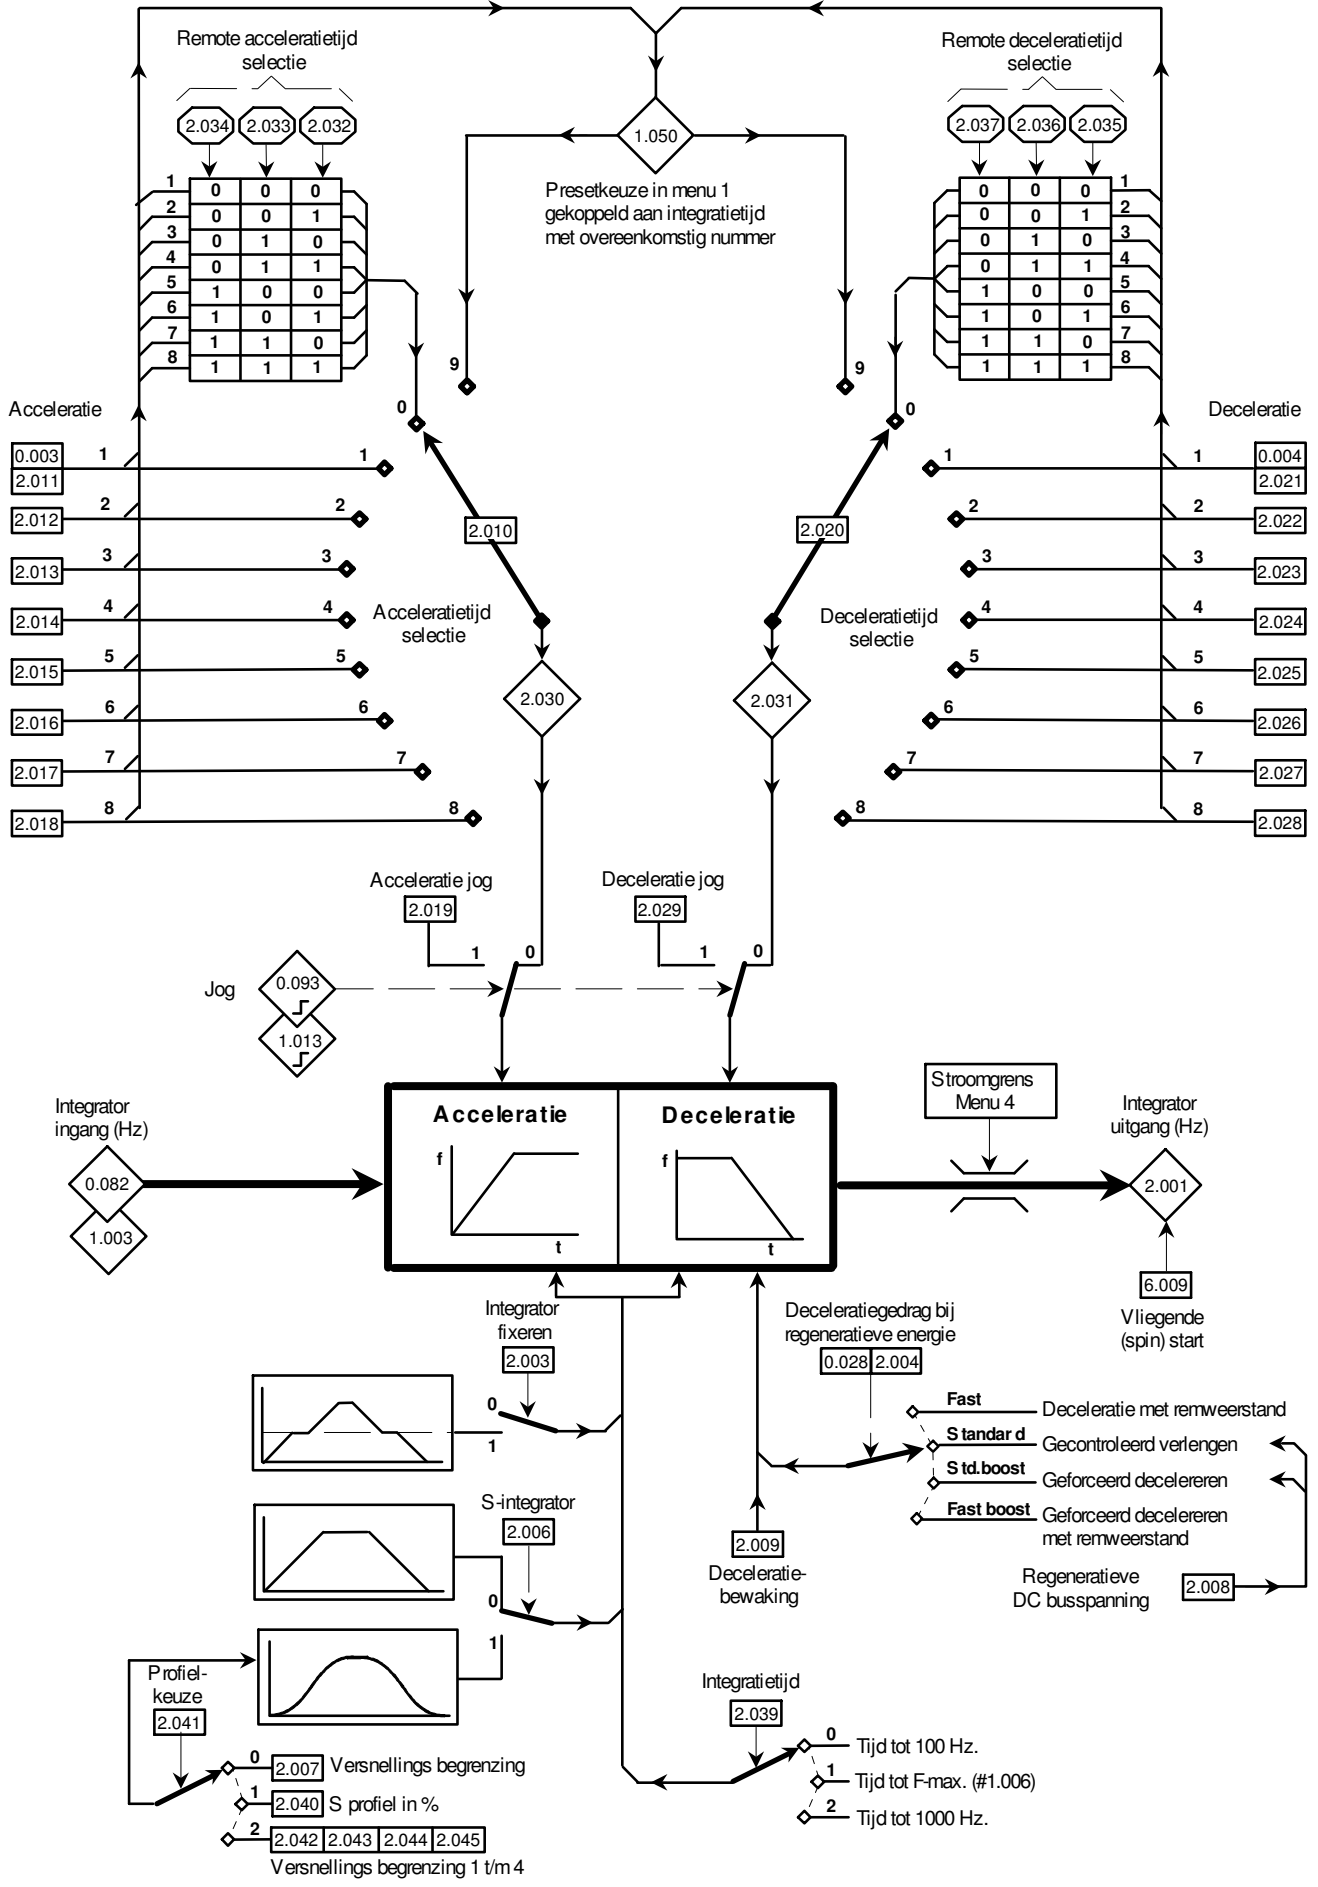 Remote acceleratietijd
selectie
Remote deceleratietijd
selectie
2.034 2.033 2.032
1.050
2.037 2.036 2.035
Presetkeuze in menu 1
gekoppeld aan integratietijd
met overeenkomstig nummer
1 0 0 0
2 0 0 1
3 0 1 0
4 0 1 1
5 1 0 0
6 1 0 1
7 1 1 0
8 1 1 1
0 0 0 1
0 0 1 2
0 1 0 3
0 1 1 4
1 0 0 5
1 0 1 6
1 1 0 7
1 1 1 8
9 9
0 0
Acceleratie
Deceleratie
0.003 1 1
2.011
2.012 2 2
2.013 3 3
2.014 4 4
2.015 5 5
2.016 6 6
2.017 7 7
2.018 8 8
1 1 0.004
2.021
2 2 2.022
3 3 2.023
4 4 2.024
5 5 2.025
6 6 2.026
7 7 2.027
8 8 2.028
2.010
2.020
Acceleratietijd
selectie
Deceleratietijd
selectie
2.030
2.031
Acceleratie jog
2.019
Deceleratie jog
2.029
1 0
1 0
Jog
0.093
1.013
Integrator
ingang (Hz)
0.082
1.003
Acceleratie
f
t
Deceleratie
f
t
Stroomgrens
Menu 4
Integrator
uitgang (Hz)
2.001
6.009
Vliegende
(spin) start
Integrator
fixeren
2.003
0
1
Deceleratiegedrag bij
regeneratieve energie
0.028 2.004
Fast Deceleratie met remweerstand
Standard Gecontroleerd verlengen
Std.boost Geforceerd decelereren
Fast boost Geforceerd decelereren
met remweerstand
S-integrator
2.006
0
1
2.009
Deceleratie-
bewaking
Regeneratieve
DC busspanning
2.008
Profiel-
keuze
2.041
0 2.007 Versnellings begrenzing
1 2.040 S profiel in %
2 2.042 2.043 2.044 2.045
Versnellings begrenzing 1 t/m 4
Integratietijd
2.039
0 Tijd tot 100 Hz.
1 Tijd tot F-max. (#1.006)
2 Tijd tot 1000 Hz.